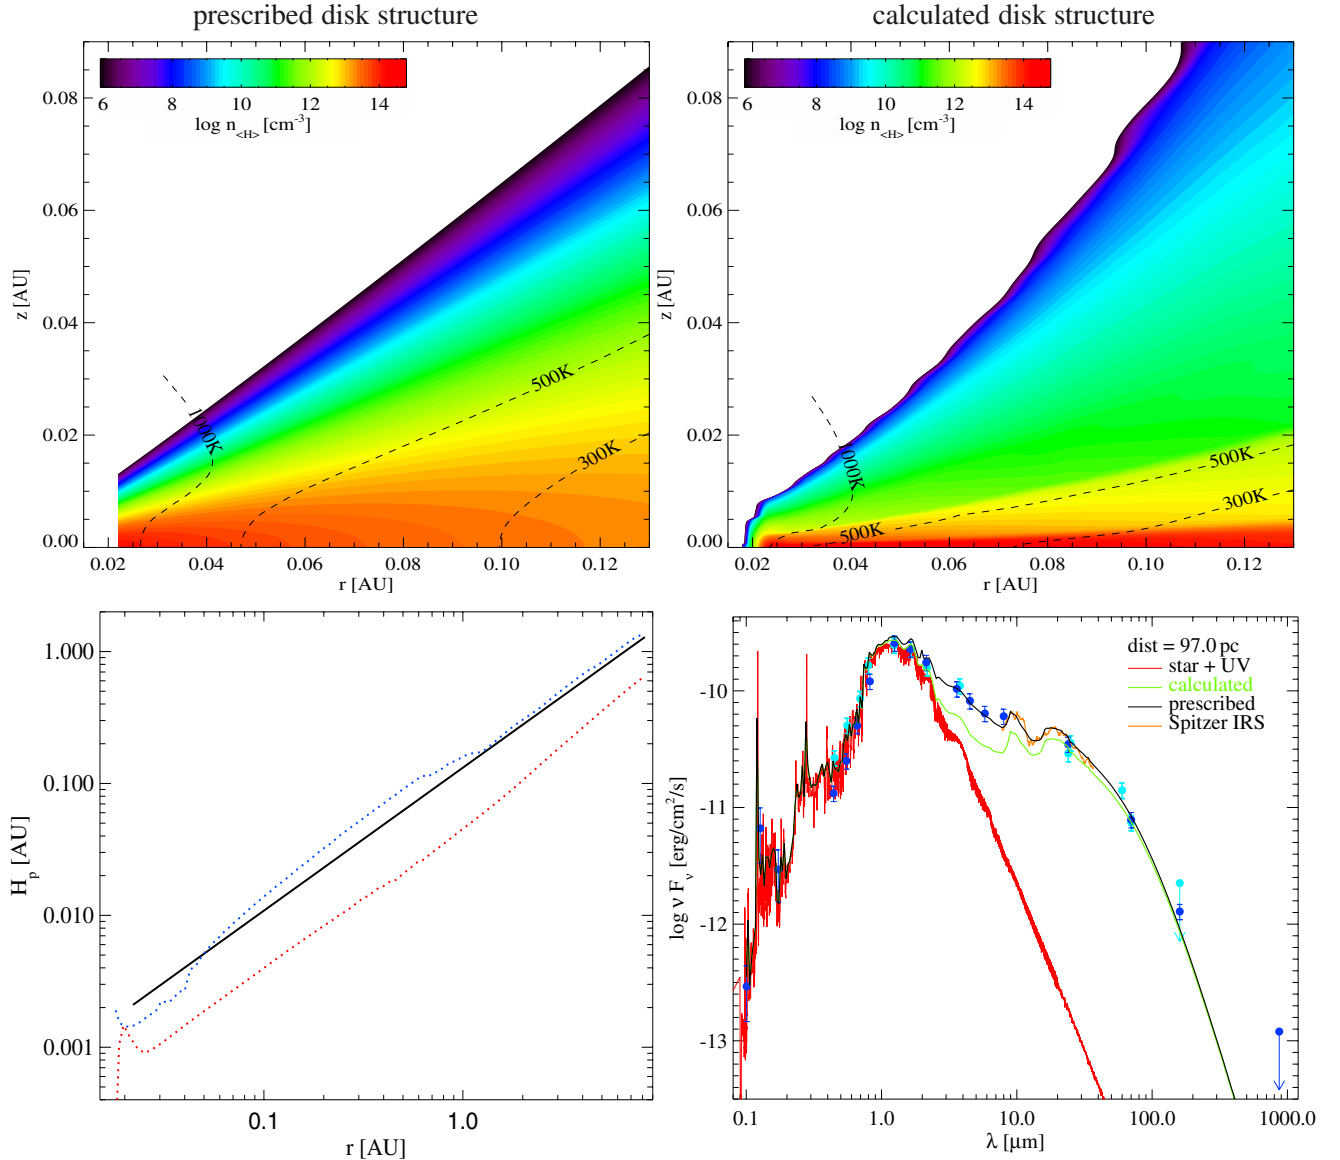 prescribed disk structure
calculated disk structure
6 8 10 12 14
log n<H> [cm-3]
6 8 10 12 14
log n<H> [cm-3]
0.08
0.06
0.04
0.02
0.00
z [AU]
1000K
500K
300K
0.02 0.04 0.06 0.08 0.10 0.12
r [AU]
0.08
0.06
0.04
0.02
0.00
z [AU]
1000K
500K
300K
500K
0.02 0.04 0.06 0.08 0.10 0.12
r [AU]
1.000
0.100
0.010
0.001
Hp [AU]
0.1 1.0
r [AU]
dist = 97.0 pc
star + UV
calculated
prescribed
Spitzer IRS
-10
-11
-12
-13
log ν Fν [erg/cm2/s]
0.1 1.0 10.0 100.0 1000.0
λ [μm]